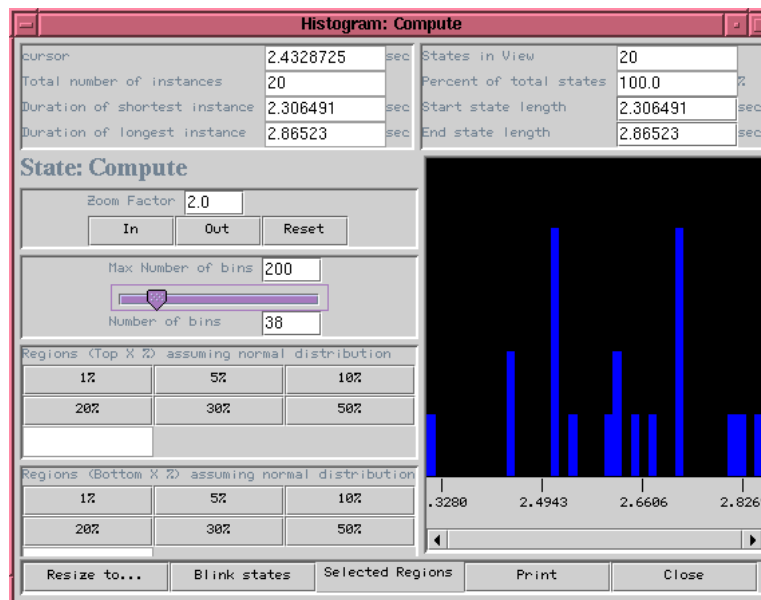 Histogram: Compute
cursor 2.4328725 sec
Total number of instances 20
Duration of shortest instance 2.306491 sec
Duration of longest instance 2.86523 sec
States in View 20
Percent of total states 100.0 %
Start state length 2.306491 sec
End state length 2.86523 sec
State: Compute
Zoom Factor 2.0
In Out Reset
Max Number of bins 200
Number of bins 38
Regions (Top X %) assuming normal distribution
1% 5% 10%
20% 30% 50%
Regions (Bottom X %) assuming normal distribution
1% 5% 10%
20% 30% 50%
.3280 2.4943 2.6606 2.826
Resize to... Blink states Selected Regions Print Close